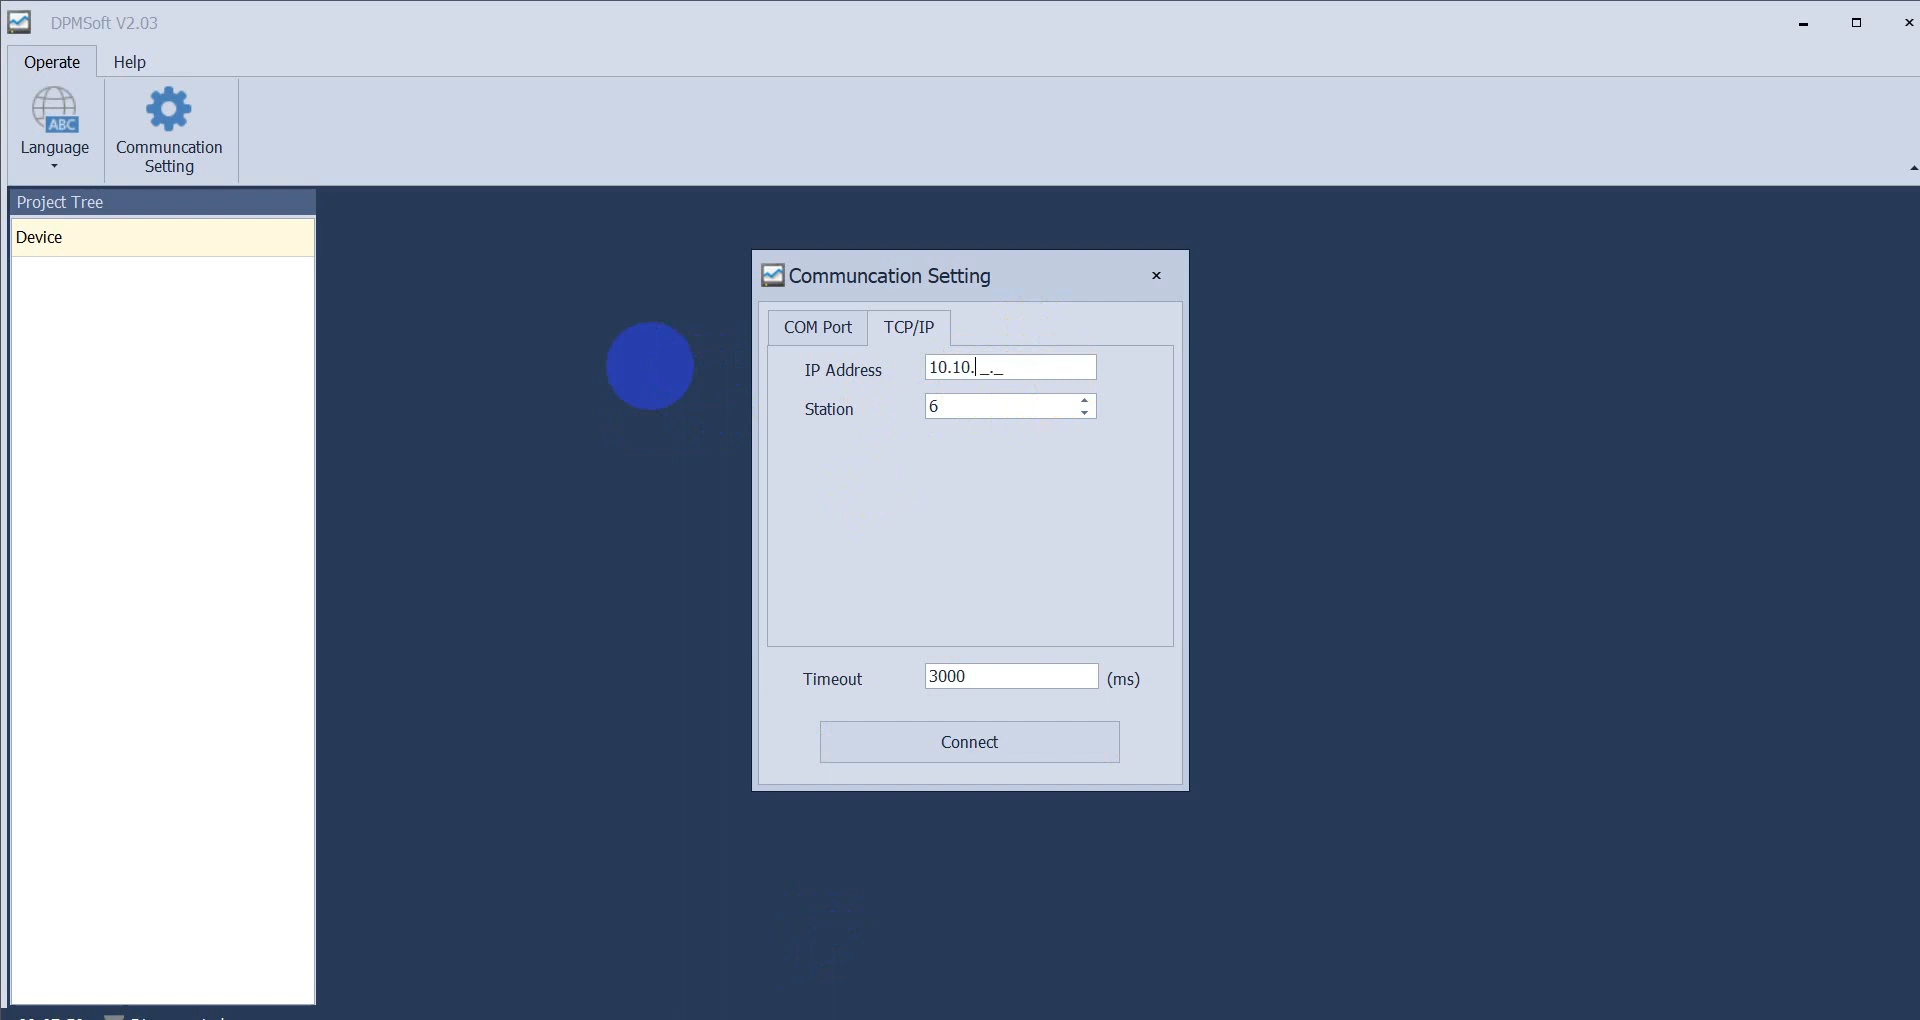 DPMSoft V2.03
Operate Help
ABC
Language
Communcation
Setting
Project Tree
Device
Communcation Setting
COM Port TCP/IP
IP Address 10.10. _._
Station 6
Timeout 3000 (ms)
Connect